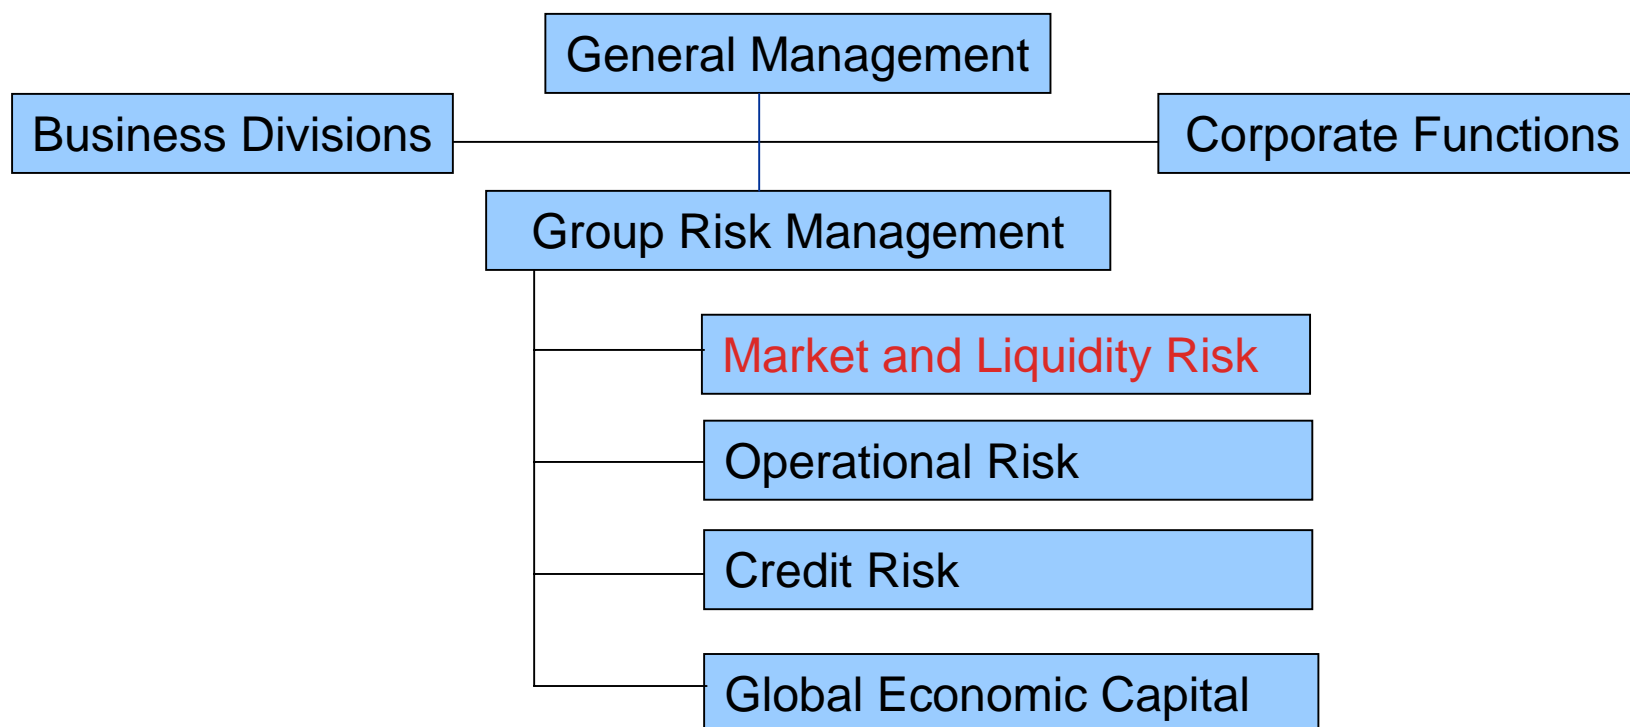 General Management
Business Divisions
Corporate Functions
Group Risk Management
Market and Liquidity Risk
Operational Risk
Credit Risk
Global Economic Capital